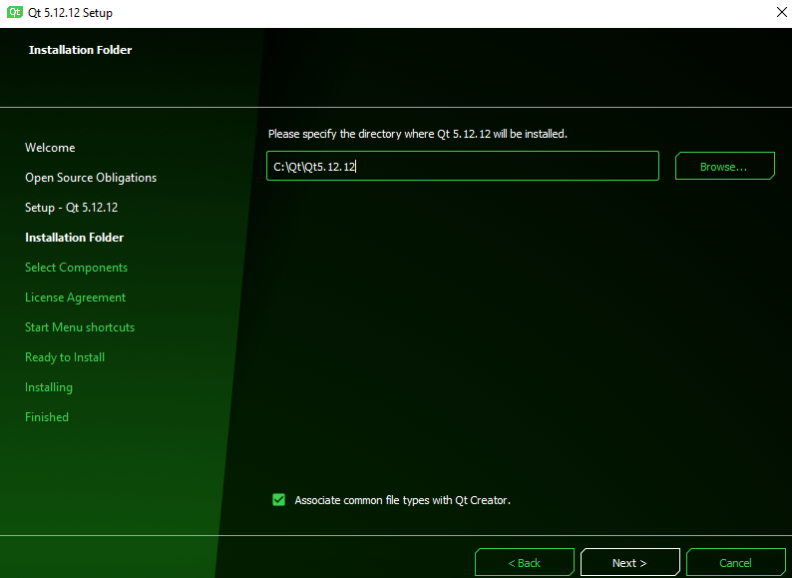 Qt 5.12.12 Setup
Installation Folder
Please specify the directory where Qt 5.12.12 will be installed.
C:\Qt\Qt5.12.12
Browse...
Welcome
Open Source Obligations
Setup - Qt 5.12.12
Installation Folder
Select Components
License Agreement
Start Menu shortcuts
Ready to Install
Installing
Finished
Associate common file types with Qt Creator.
< Back
Next >
Cancel